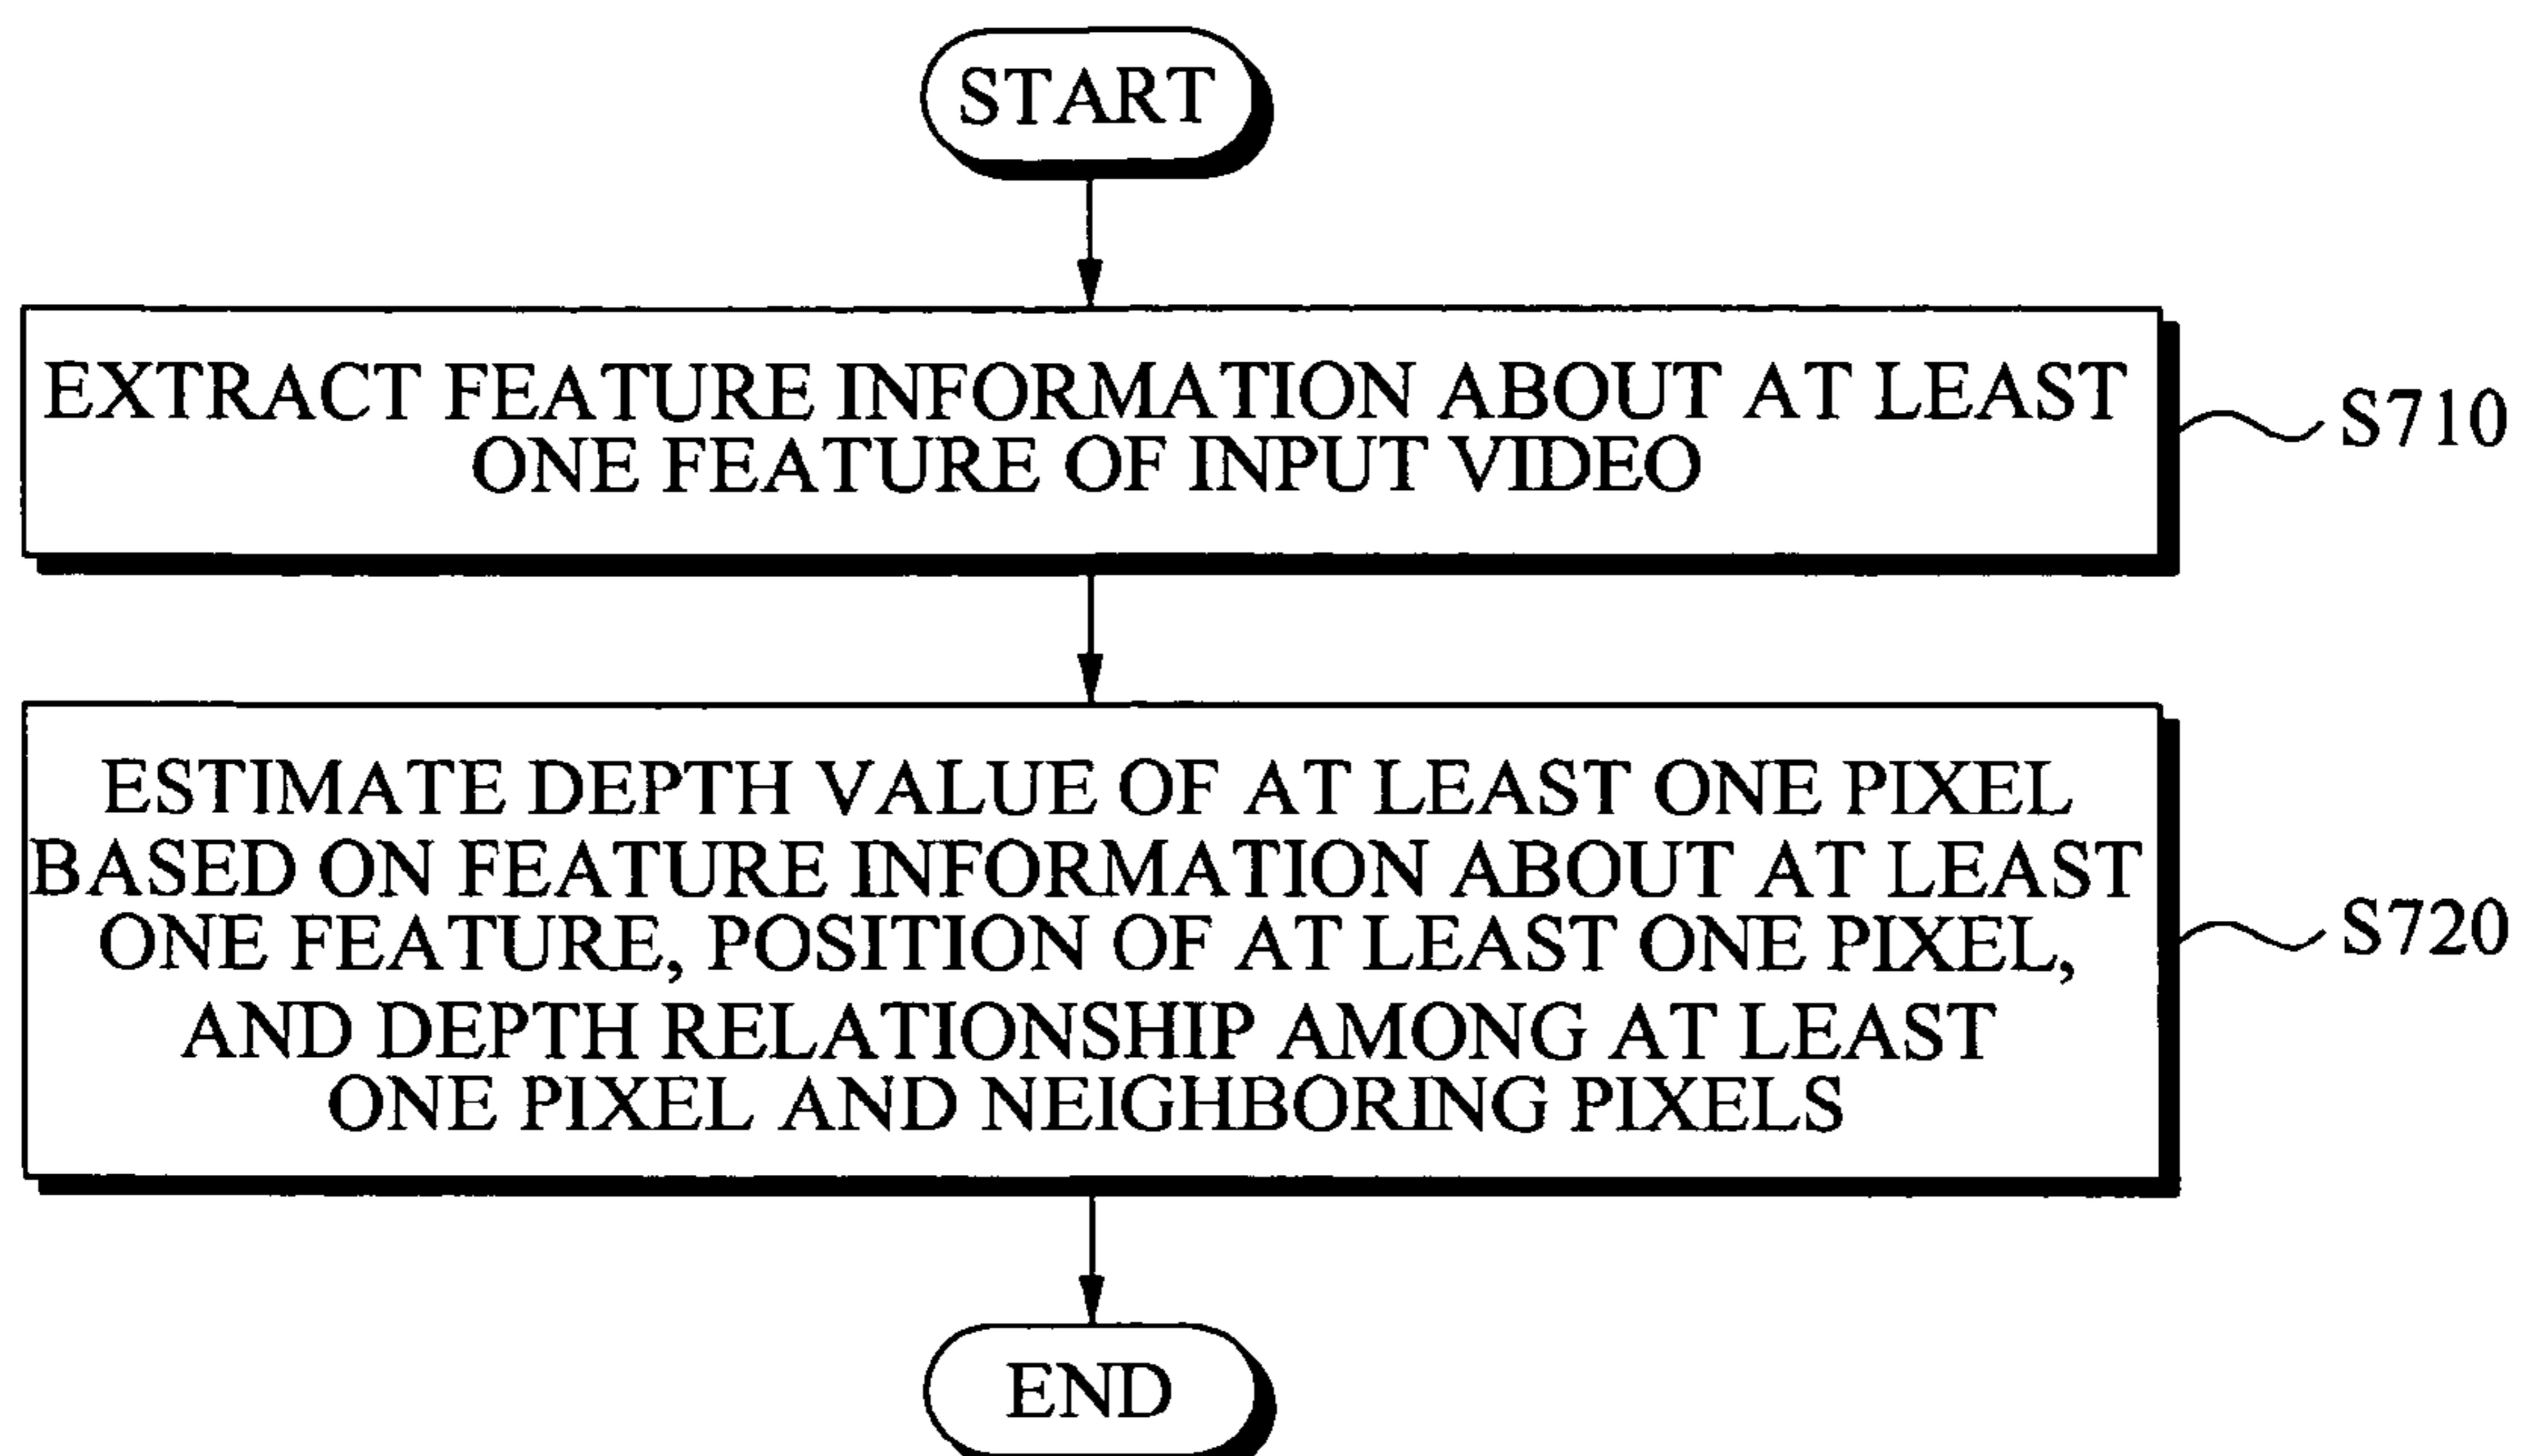 START
EXTRACT FEATURE INFORMATION ABOUT AT LEAST
ONE FEATURE OF INPUT VIDEO
S710
ESTIMATE DEPTH VALUE OF AT LEAST ONE PIXEL
BASED ON FEATURE INFORMATION ABOUT AT LEAST
ONE FEATURE, POSITION OF AT LEAST ONE PIXEL,
AND DEPTH RELATIONSHIP AMONG AT LEAST
ONE PIXEL AND NEIGHBORING PIXELS
S720
END